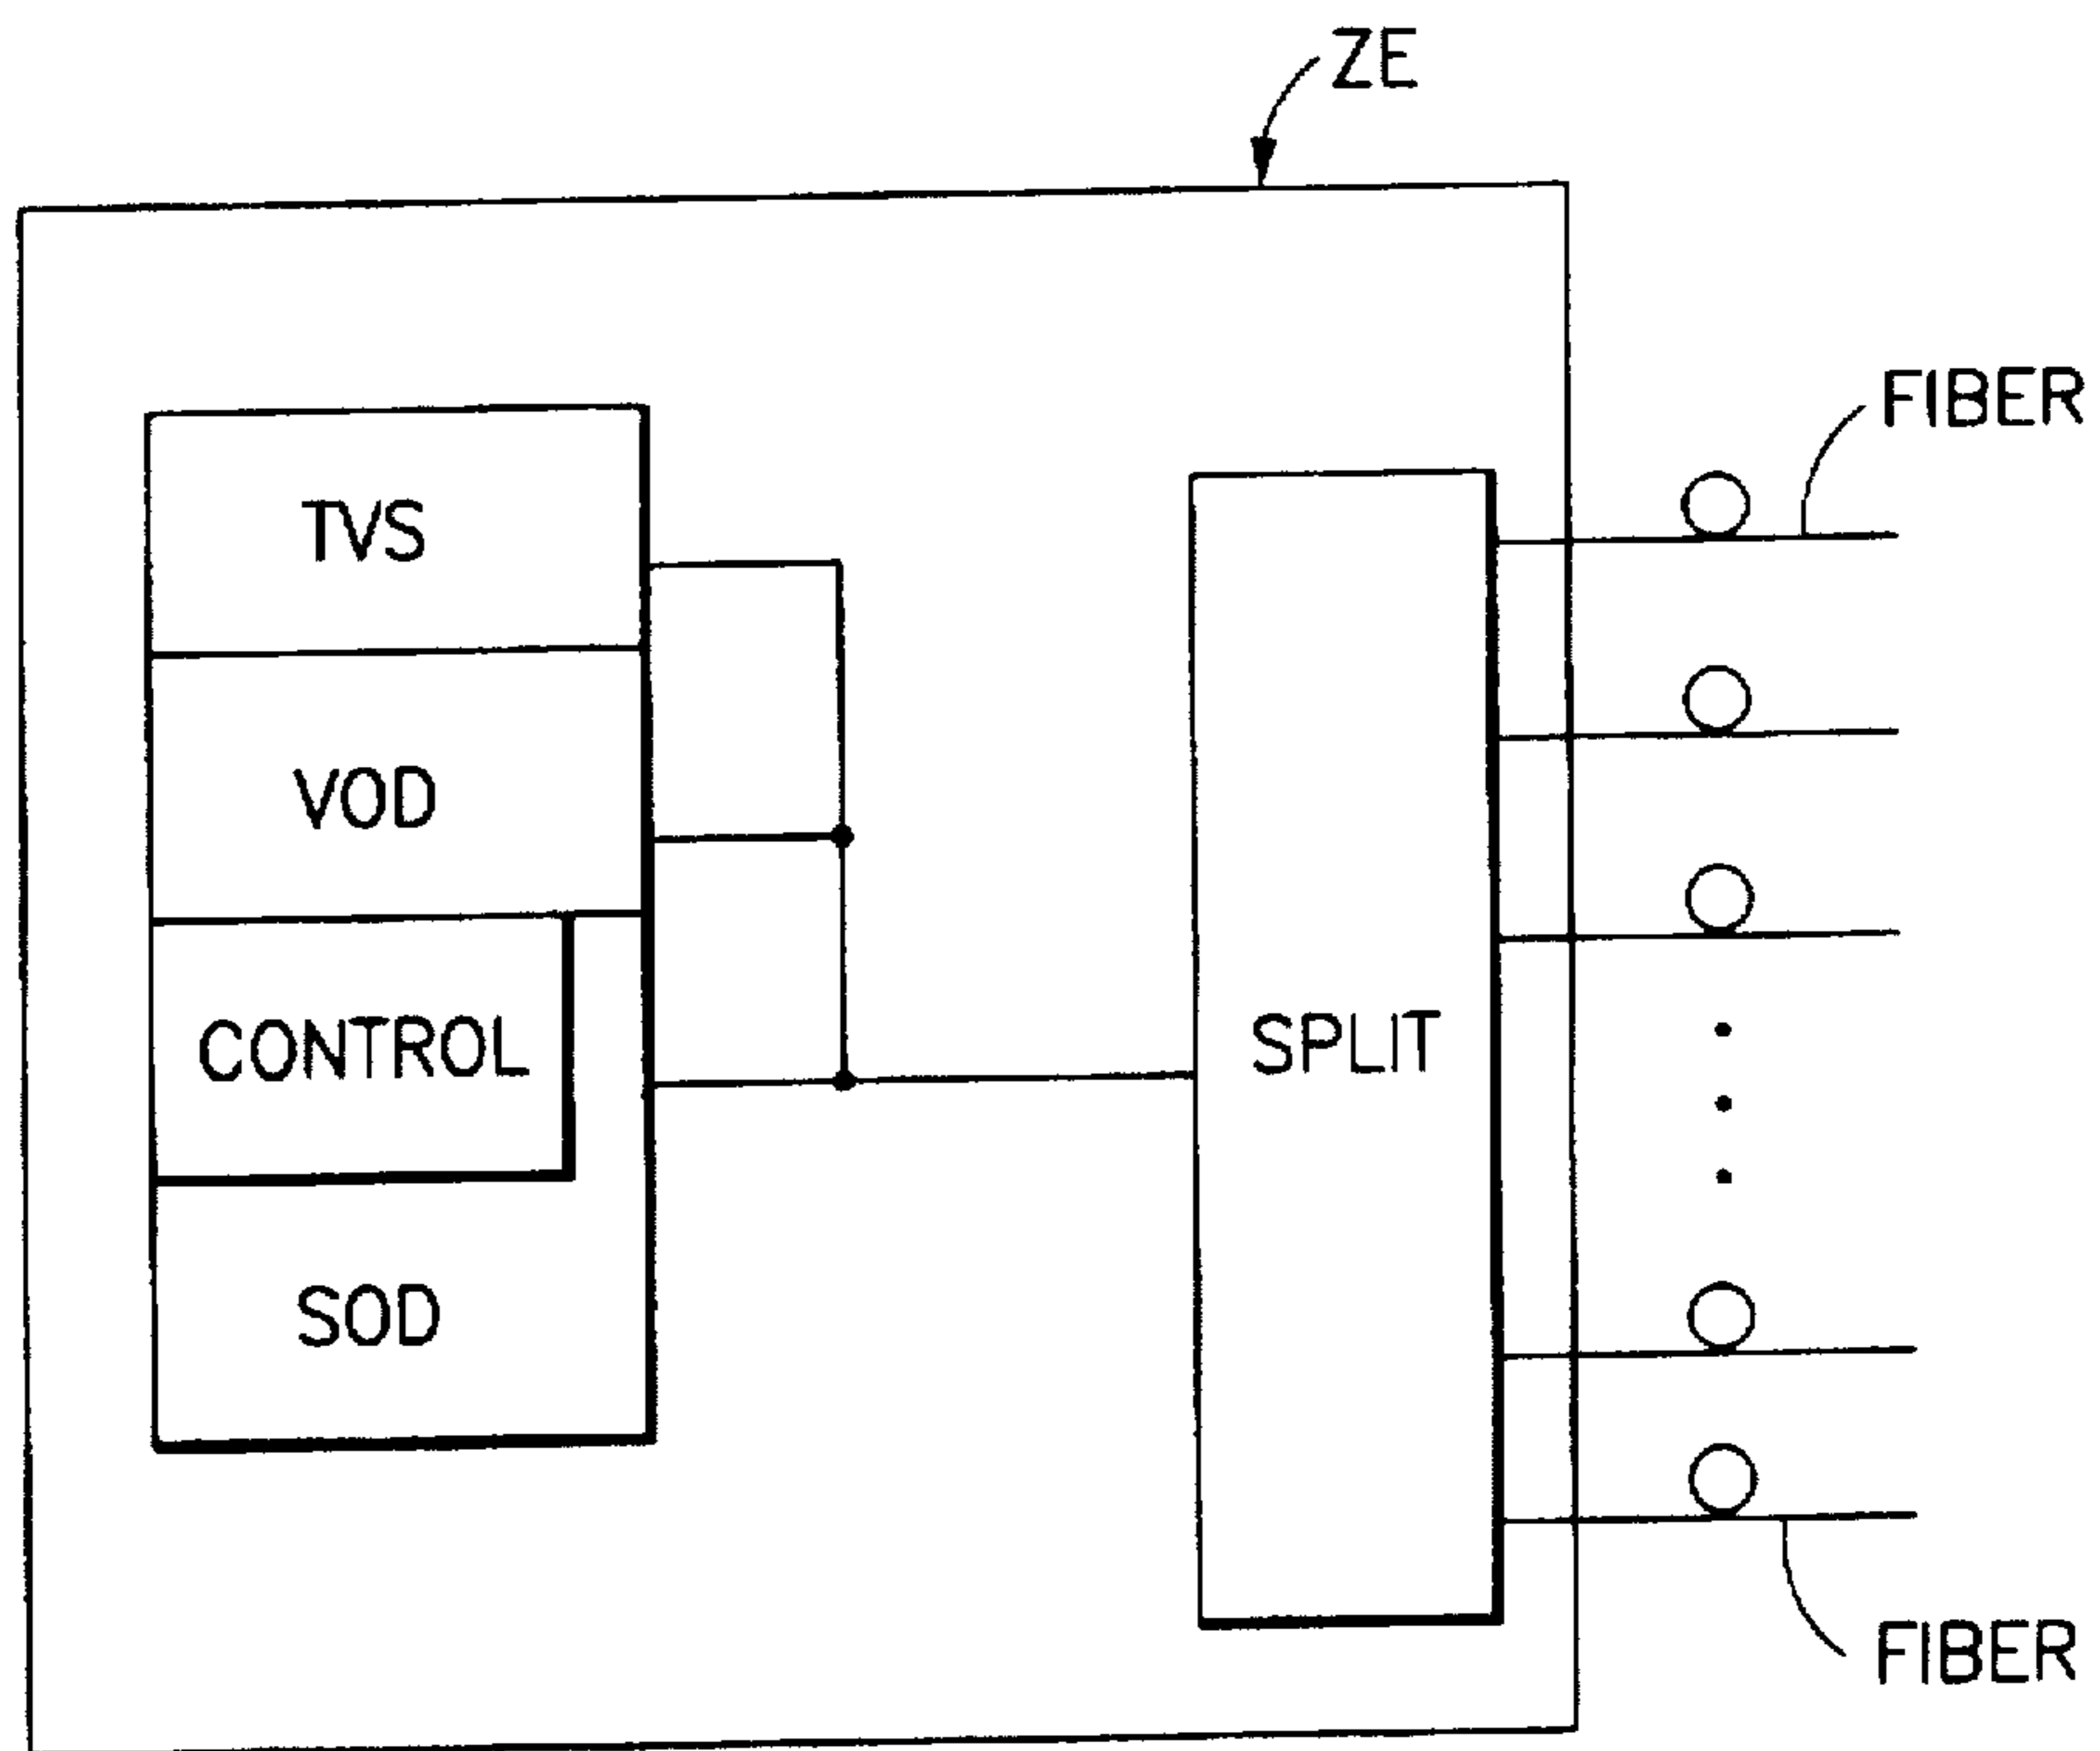 ZE
FIBER
TVS
VOD
CONTROL
SPLIT
SOD
FIBER